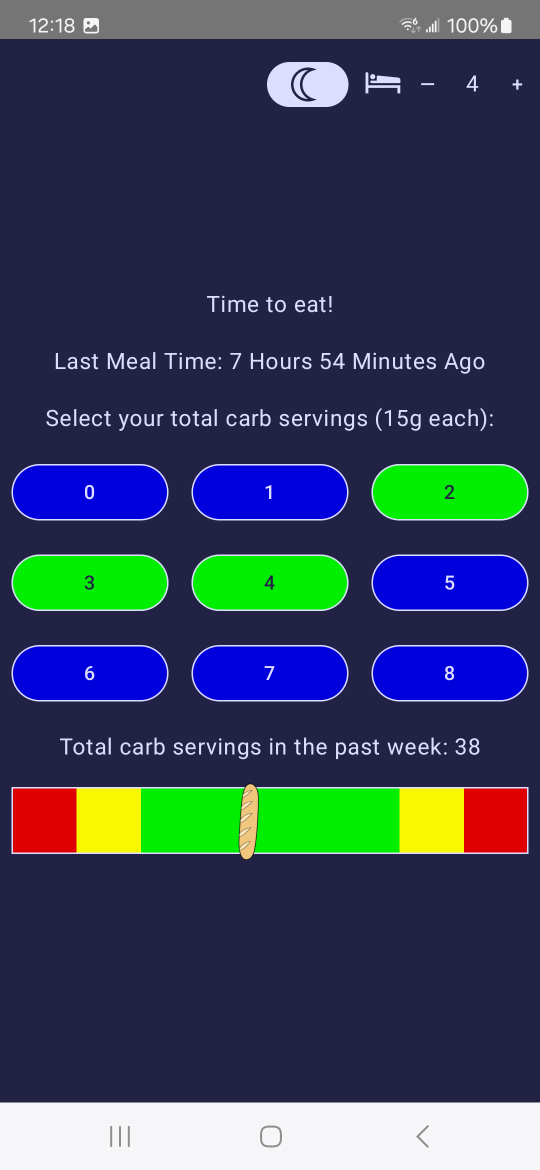 12:18 6 100%
– 4 +
Time to eat!
Last Meal Time: 7 Hours 54 Minutes Ago
Select your total carb servings (15g each):
0 1 2
3 4 5
6 7 8
Total carb servings in the past week: 38